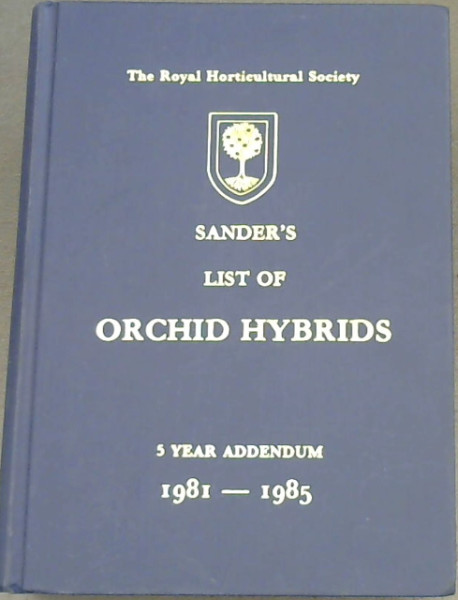 The Royal Horticultural Society
SANDER'S
LIST OF
ORCHID HYBRIDS
5 YEAR ADDENDUM
1981 — 1985